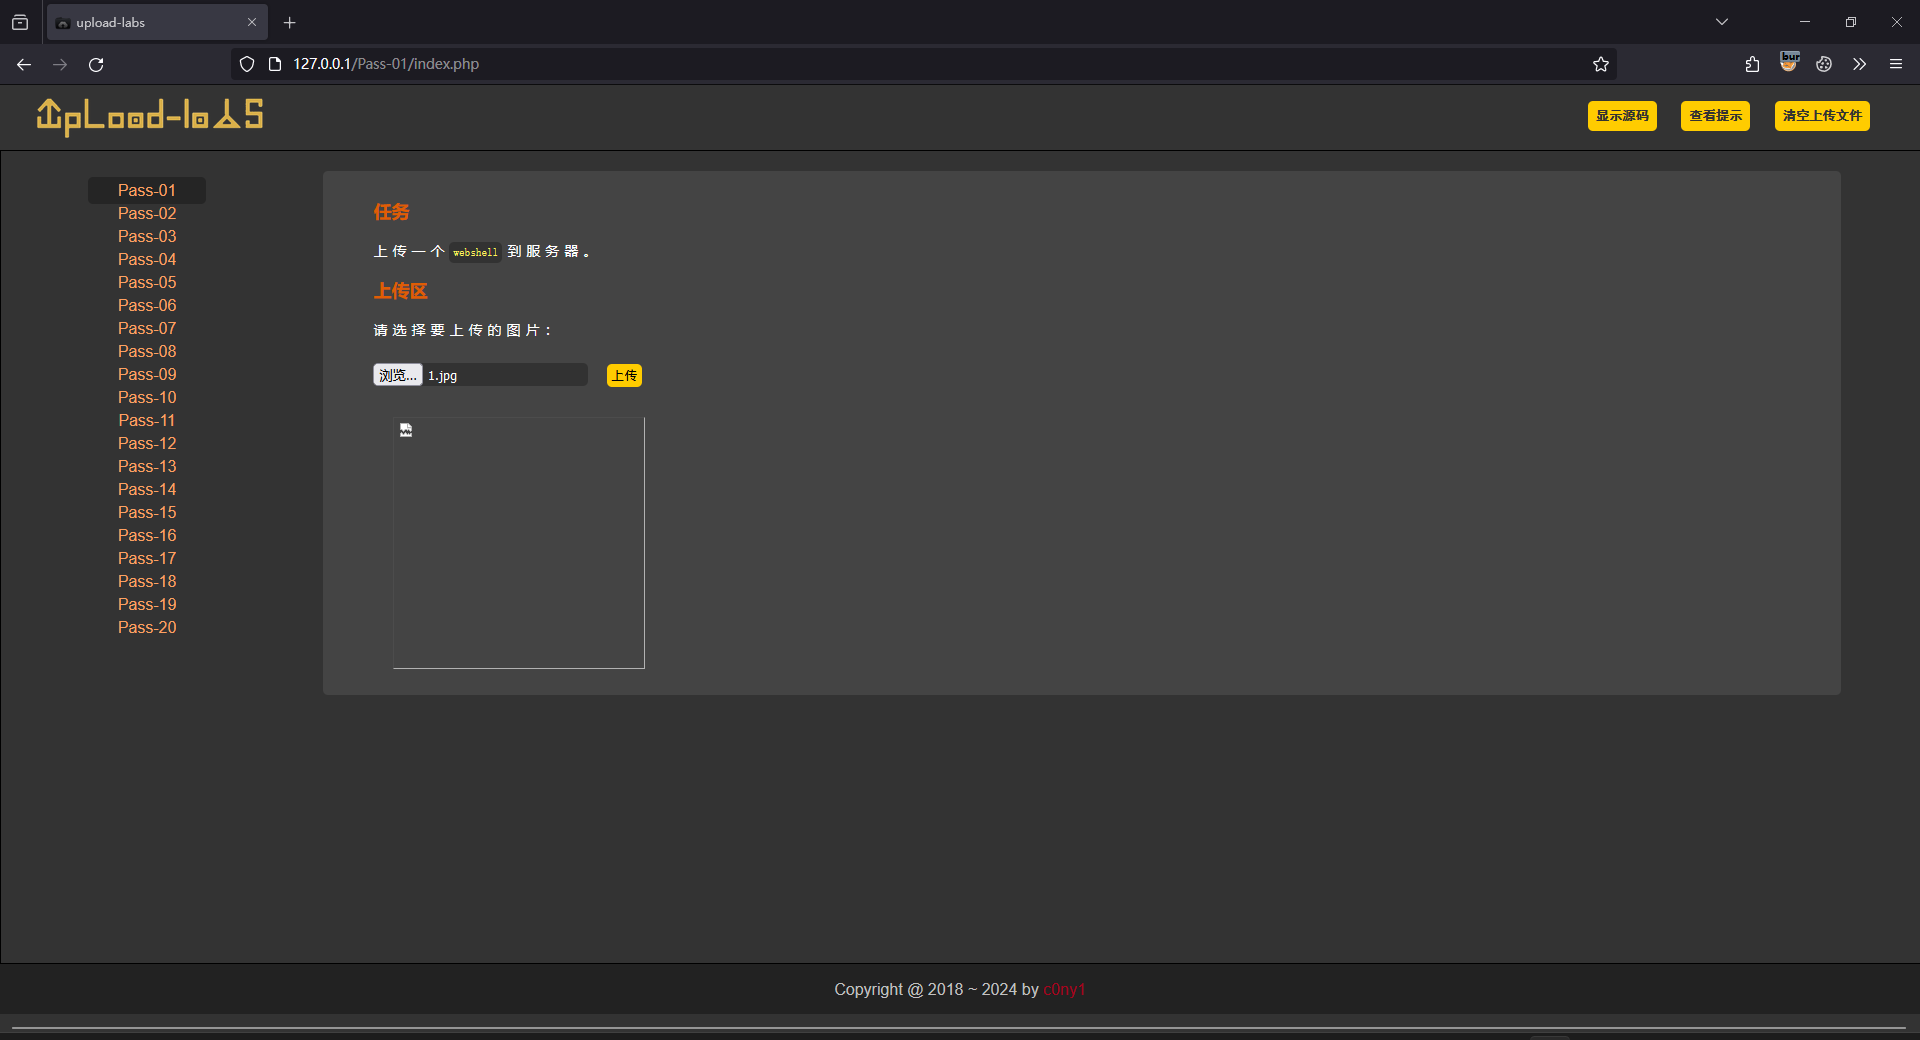 upload-labs
127.0.0.1/Pass-01/index.php
bur
upLoad-labS
显示源码
查看提示
清空上传文件
Pass-01
Pass-02
Pass-03
Pass-04
Pass-05
Pass-06
Pass-07
Pass-08
Pass-09
Pass-10
Pass-11
Pass-12
Pass-13
Pass-14
Pass-15
Pass-16
Pass-17
Pass-18
Pass-19
Pass-20
任务
上传一个 webshell 到服务器。
上传区
请选择要上传的图片：
浏览... 1.jpg 上传
Copyright @ 2018 ~ 2024 by c0ny1